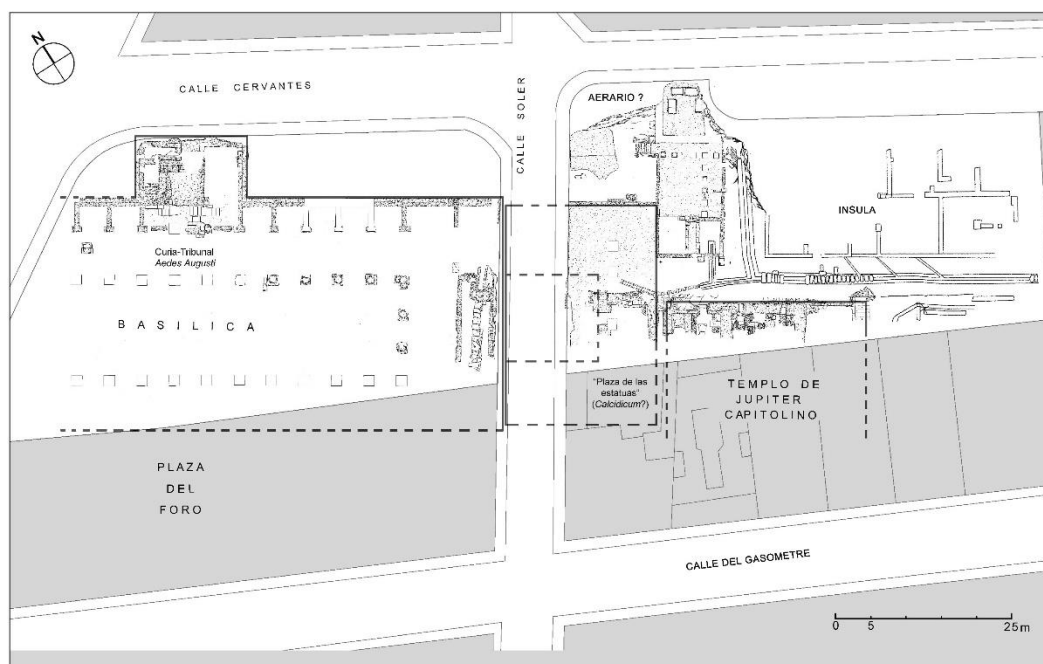 N
CALLE CERVANTES
CALLE SOLER
AERARIO ?
INSULA
Curia-Tribunal
Aedes Augusti
BASILICA
"Plaza de las
estatuas"
(Calcidicum?)
TEMPLO DE
JUPITER
CAPITOLINO
PLAZA
DEL
FORO
CALLE DEL GASOMETRE
0 5 25m